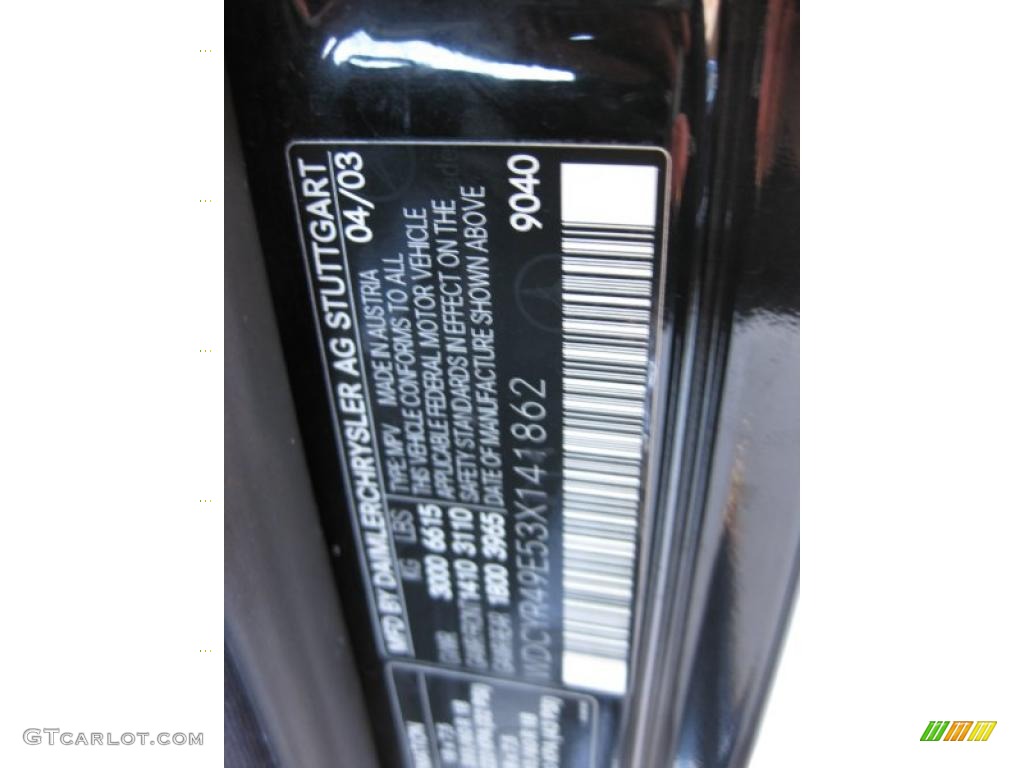 MFD BY DAIMLERCHRYSLER AG STUTTGART
KG LBS TYPE: MPV MADE IN AUSTRIA 04/03
GVWR 3000 6615 THIS VEHICLE CONFORMS TO ALL
GAWR FRONT 1410 3110 APPLICABLE FEDERAL MOTOR VEHICLE
GAWR REAR 1800 3965 SAFETY STANDARDS IN EFFECT ON THE
DATE OF MANUFACTURE SHOWN ABOVE
WDCYR49E53X141862 9040
GTCARLOT.COM